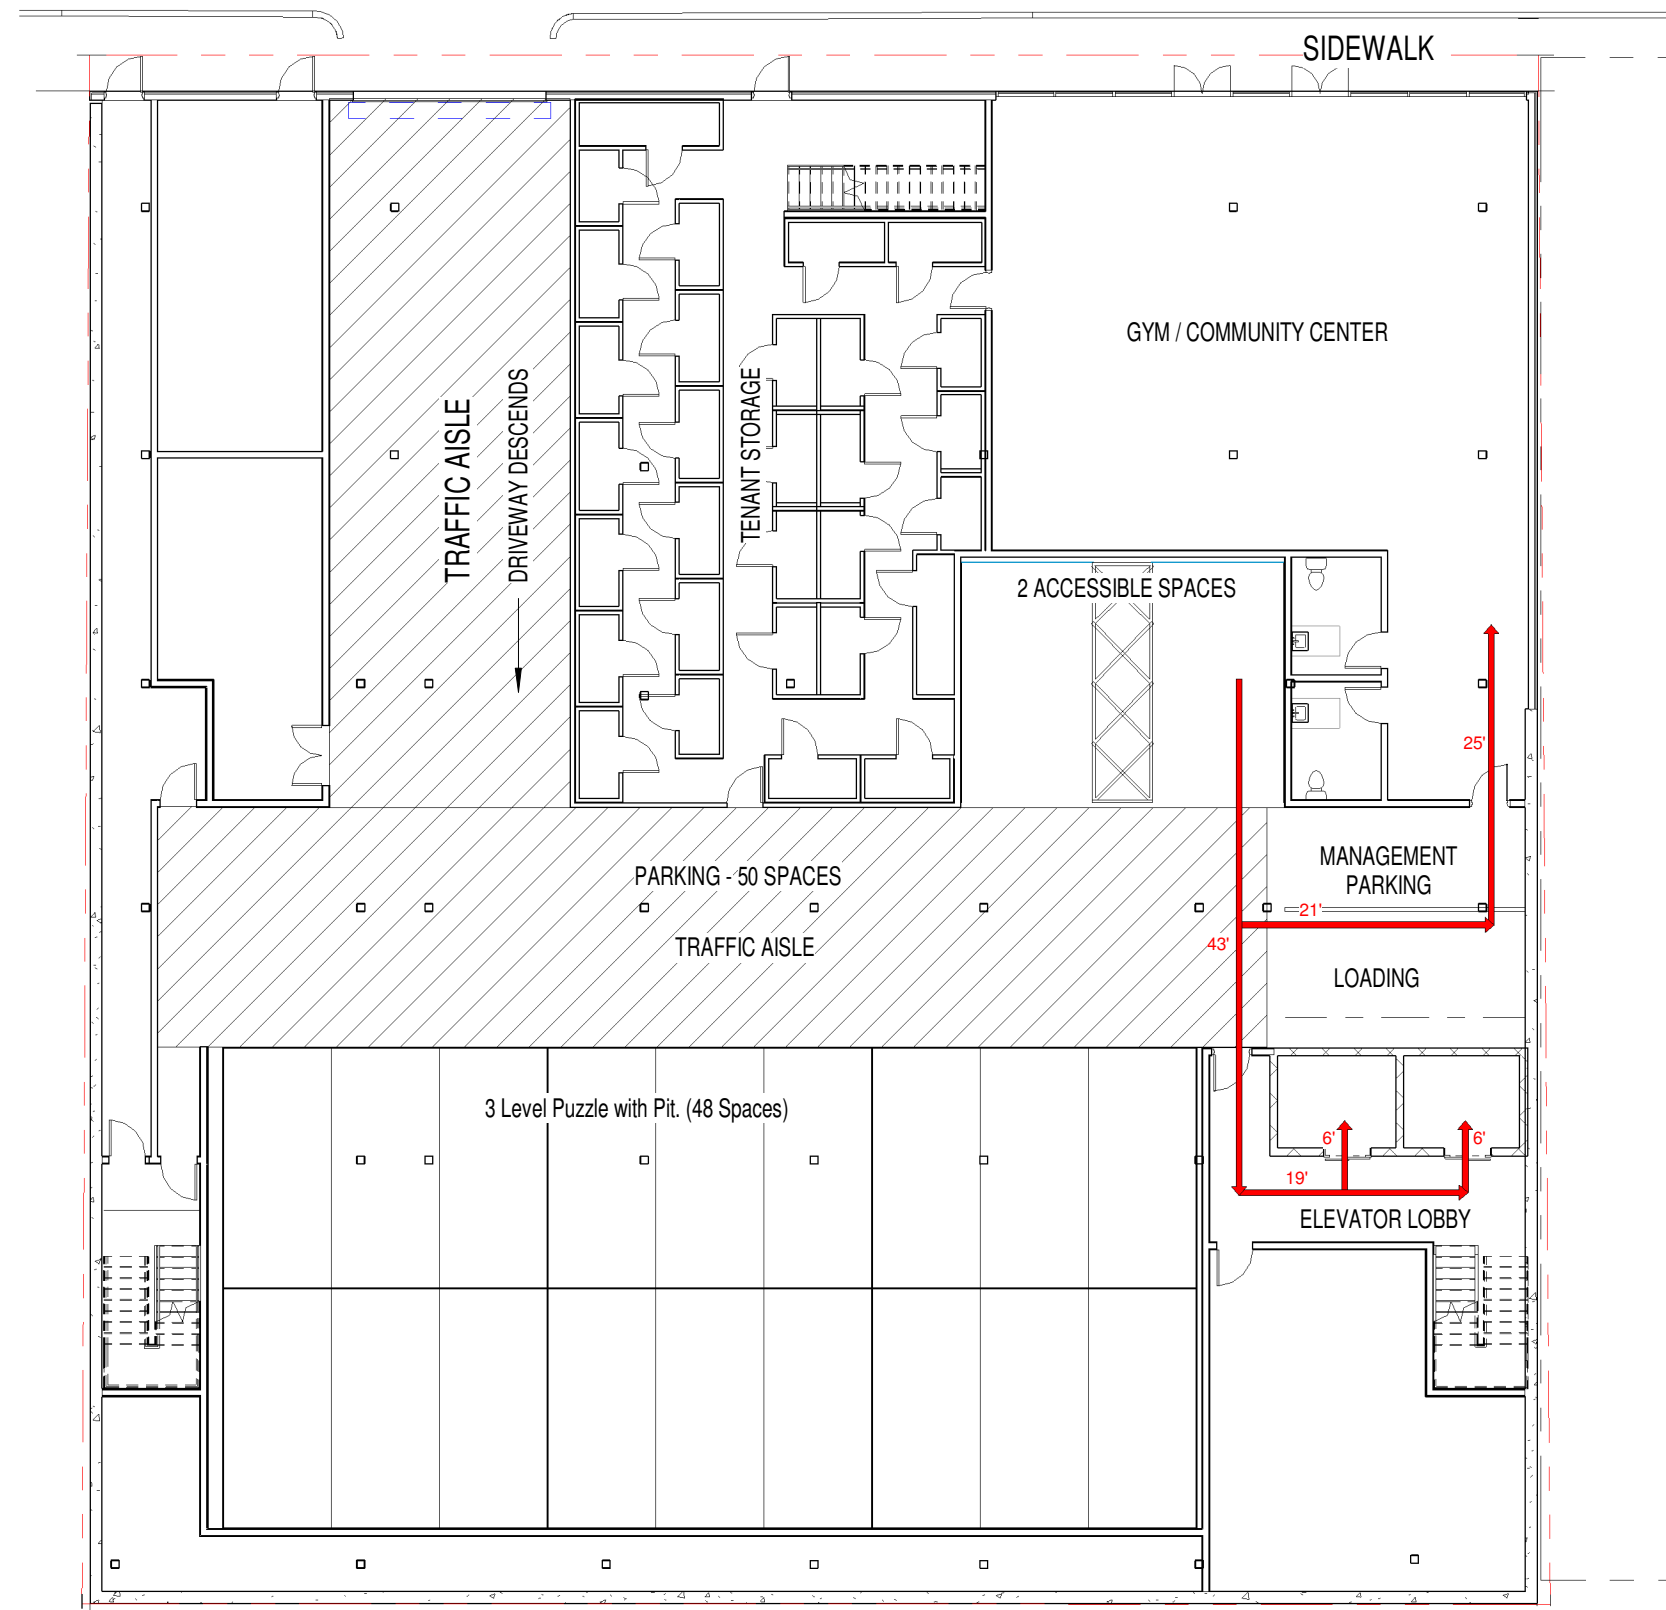 SIDEWALK
GYM / COMMUNITY CENTER
TRAFFIC AISLE
DRIVEWAY DESCENDS
TENANT STORAGE
2 ACCESSIBLE SPACES
25'
MANAGEMENT
PARKING
PARKING - 50 SPACES
21'
43'
TRAFFIC AISLE
LOADING
3 Level Puzzle with Pit. (48 Spaces)
6'
6'
19'
ELEVATOR LOBBY